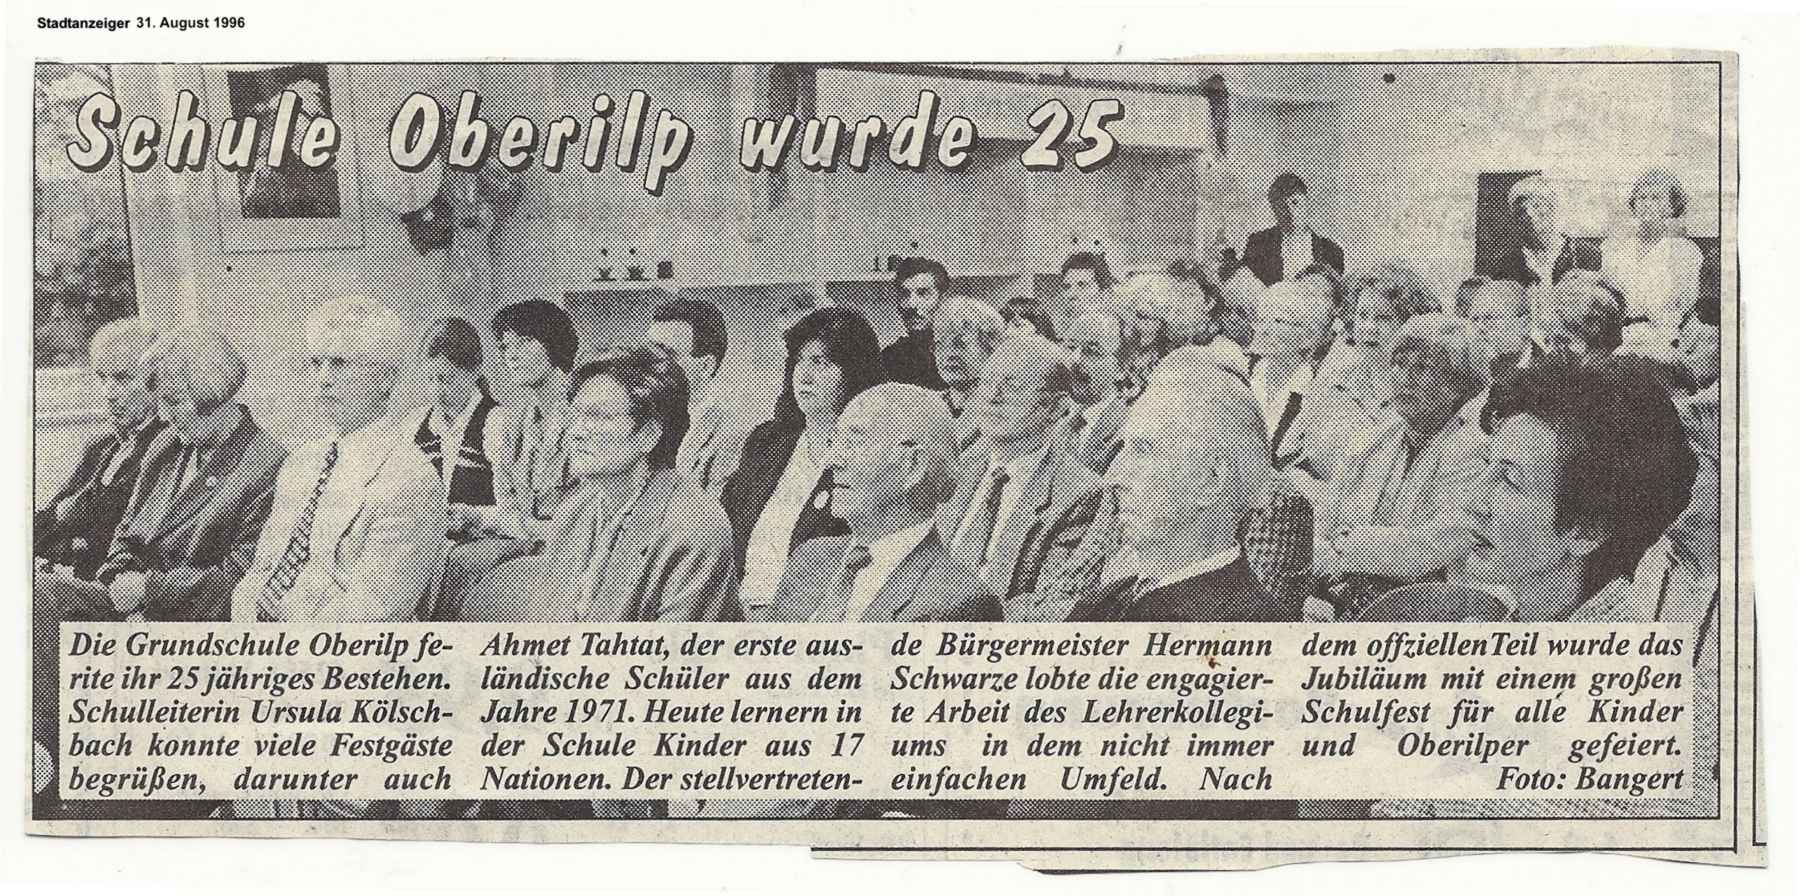 Stadtanzeiger 31. August 1996
Schule Oberilp wurde 25
Die Grundschule Oberilp fe-
rite ihr 25 jähriges Bestehen.
Schulleiterin Ursula Kölsch-
bach konnte viele Festgäste
begrüßen, darunter auch
Ahmet Tahtat, der erste aus-
ländische Schüler aus dem
Jahre 1971. Heute lernern in
der Schule Kinder aus 17
Nationen. Der stellvertreten-
de Bürgermeister Hermann
Schwarze lobte die engagier-
te Arbeit des Lehrerkollegi-
ums in dem nicht immer
einfachen Umfeld. Nach
dem offziellen Teil wurde das
Jubiläum mit einem großen
Schulfest für alle Kinder
und Oberilper gefeiert.
Foto: Bangert